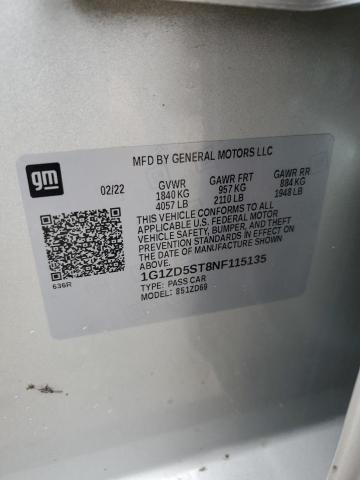 gm
MFD BY GENERAL MOTORS LLC
02/22 GVWR GAWR FRT GAWR RR
1840 KG 957 KG 884 KG
4057 LB 2110 LB 1948 LB
THIS VEHICLE CONFORMS TO ALL
APPLICABLE U.S. FEDERAL MOTOR
VEHICLE SAFETY, BUMPER, AND THEFT
PREVENTION STANDARDS IN EFFECT ON
THE DATE OF MANUFACTURE SHOWN
ABOVE.
1G1ZD5ST8NF115135
TYPE: PASS CAR
MODEL: 8S1ZD69
636R